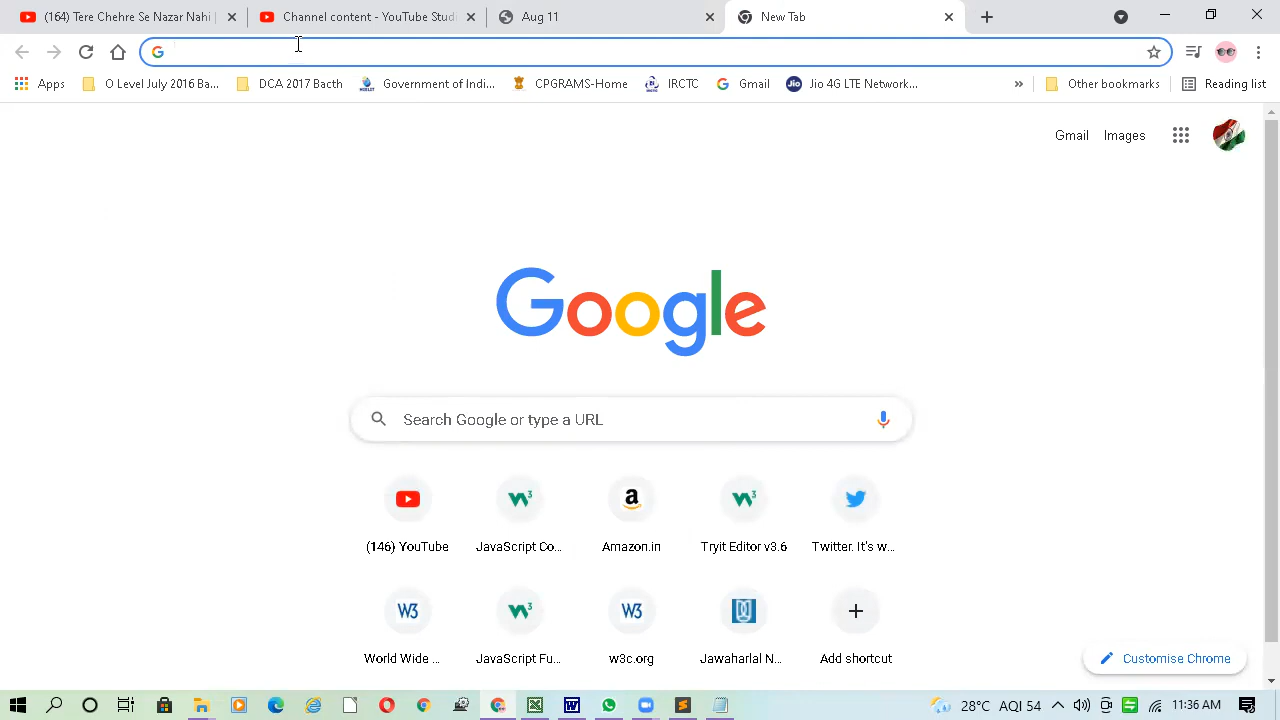 (164) Tere Chehre Se Nazar Nahi
Channel content - YouTube Stu
Aug 11
New Tab
Apps
O Level July 2016 Ba...
DCA 2017 Bacth
Government of Indi...
CPGRAMS-Home
IRCTC
Gmail
Jio 4G LTE Network...
»
Other bookmarks
Reading list
Gmail
Images
Google
Search Google or type a URL
(146) YouTube
JavaScript Co...
Amazon.in
Tryit Editor v3.6
Twitter. It's w...
World Wide ...
JavaScript Fu...
w3c.org
Jawaharlal N...
Add shortcut
Customise Chrome
28°C AQI 54
11:36 AM